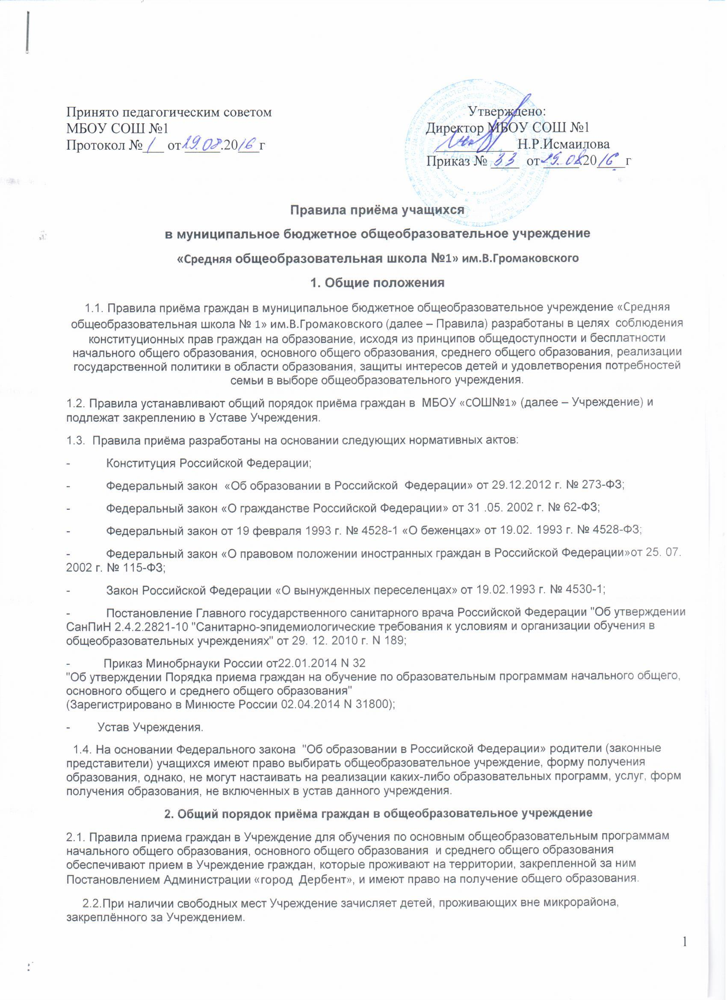 Принято педагогическим советом
МБОУ СОШ №1
Протокол № 1 от 29.08.2016г
Утверждено:
Директор МБОУ СОШ №1
Н.Р.Исмаилова
Приказ № 33 от 29.08.2016 г
Правила приёма учащихся
в муниципальное бюджетное общеобразовательное учреждение
«Средняя общеобразовательная школа №1» им.В.Громаковского
1. Общие положения
1.1. Правила приёма граждан в муниципальное бюджетное общеобразовательное учреждение «Средняя
общеобразовательная школа № 1» им.В.Громаковского (далее – Правила) разработаны в целях соблюдения
конституционных прав граждан на образование, исходя из принципов общедоступности и бесплатности
начального общего образования, основного общего образования, среднего общего образования, реализации
государственной политики в области образования, защиты интересов детей и удовлетворения потребностей
семьи в выборе общеобразовательного учреждения.
1.2. Правила устанавливают общий порядок приёма граждан в МБОУ «СОШ№1» (далее – Учреждение) и
подлежат закреплению в Уставе Учреждения.
1.3. Правила приёма разработаны на основании следующих нормативных актов:
- Конституция Российской Федерации;
- Федеральный закон «Об образовании в Российской Федерации» от 29.12.2012 г. № 273-ФЗ;
- Федеральный закон «О гражданстве Российской Федерации» от 31 .05. 2002 г. № 62-ФЗ;
- Федеральный закон от 19 февраля 1993 г. № 4528-1 «О беженцах» от 19.02. 1993 г. № 4528-ФЗ;
- Федеральный закон «О правовом положении иностранных граждан в Российской Федерации»от 25. 07.
2002 г. № 115-ФЗ;
- Закон Российской Федерации «О вынужденных переселенцах» от 19.02.1993 г. № 4530-1;
- Постановление Главного государственного санитарного врача Российской Федерации "Об утверждении
СанПиН 2.4.2.2821-10 "Санитарно-эпидемиологические требования к условиям и организации обучения в
общеобразовательных учреждениях" от 29. 12. 2010 г. N 189;
- Приказ Минобрнауки России от22.01.2014 N 32
"Об утверждении Порядка приема граждан на обучение по образовательным программам начального общего,
основного общего и среднего общего образования"
(Зарегистрировано в Минюсте России 02.04.2014 N 31800);
- Устав Учреждения.
1.4. На основании Федерального закона "Об образовании в Российской Федерации» родители (законные
представители) учащихся имеют право выбирать общеобразовательное учреждение, форму получения
образования, однако, не могут настаивать на реализации каких-либо образовательных программ, услуг, форм
получения образования, не включенных в устав данного учреждения.
2. Общий порядок приёма граждан в общеобразовательное учреждение
2.1. Правила приема граждан в Учреждение для обучения по основным общеобразовательным программам
начального общего образования, основного общего образования и среднего общего образования
обеспечивают прием в Учреждение граждан, которые проживают на территории, закрепленной за ним
Постановлением Администрации «город Дербент», и имеют право на получение общего образования.
2.2.При наличии свободных мест Учреждение зачисляет детей, проживающих вне микрорайона,
закреплённого за Учреждением.
1